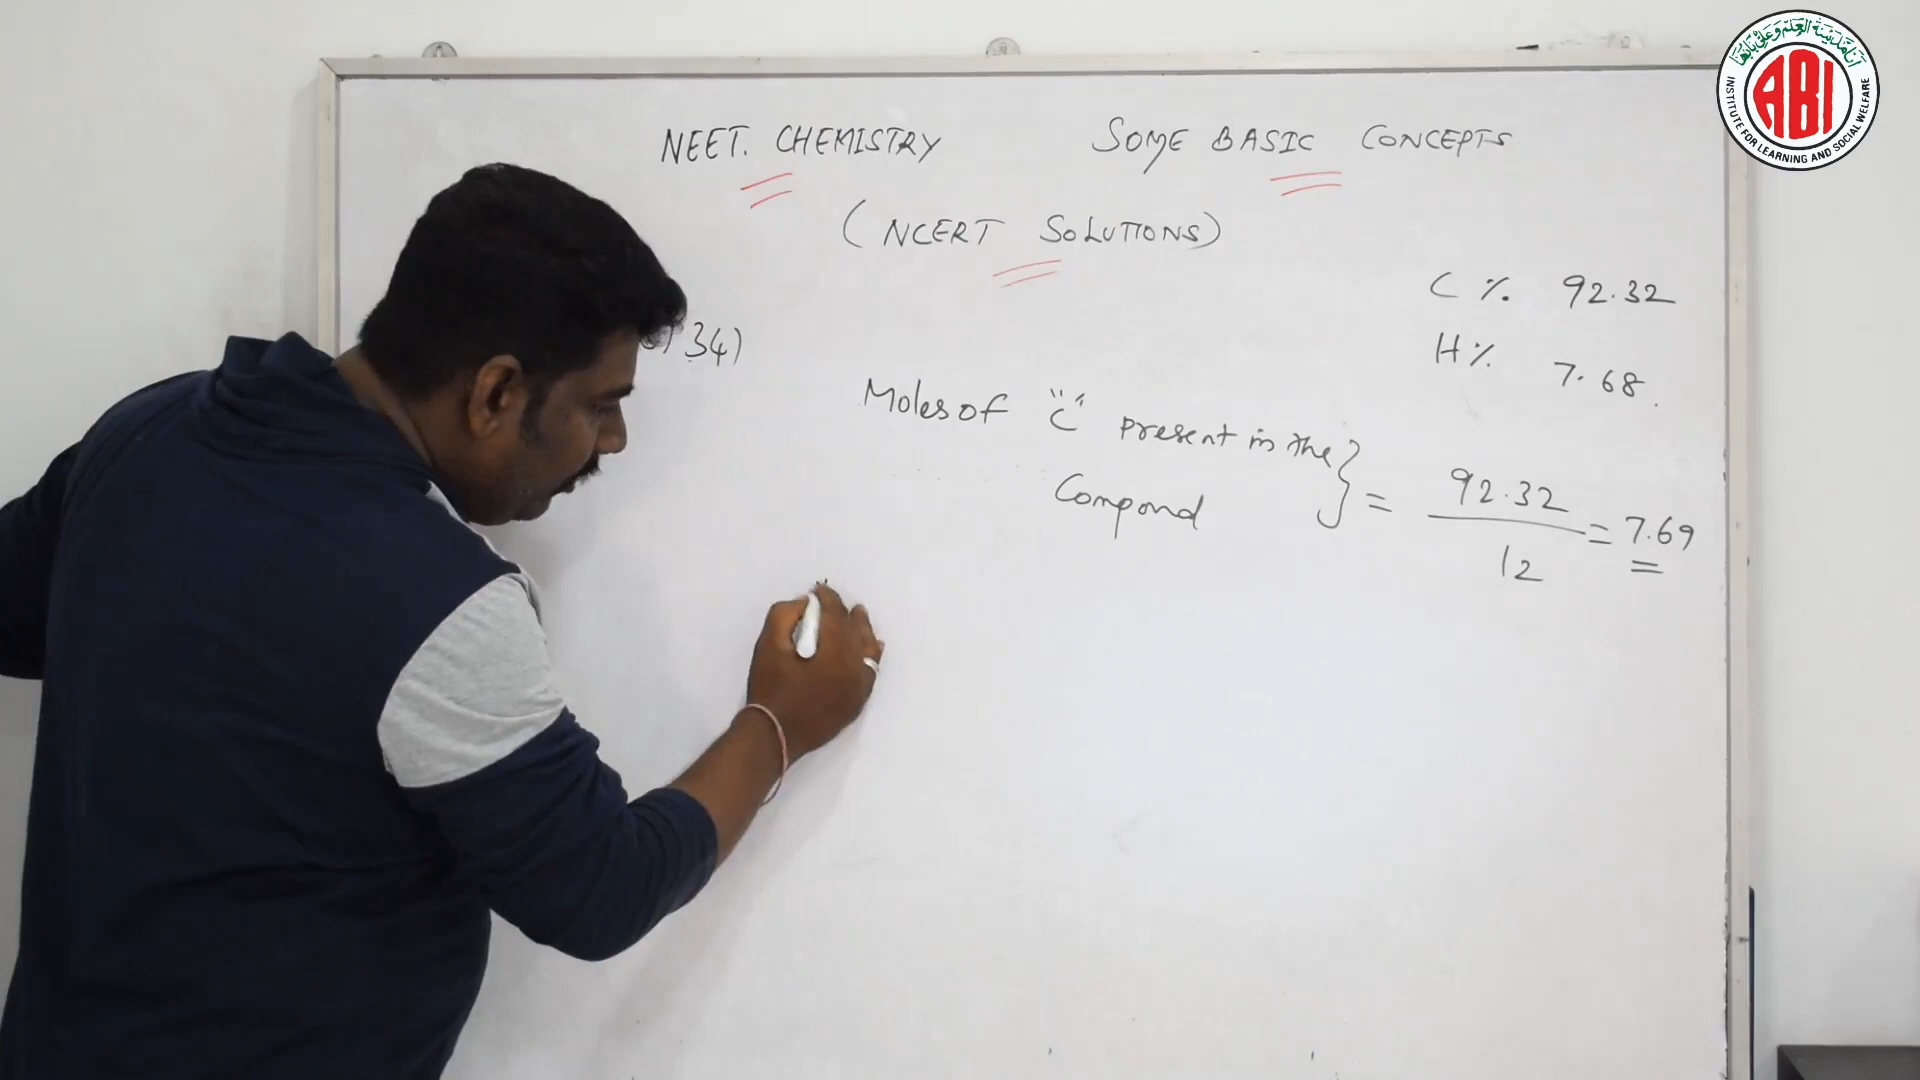 NEET. CHEMISTRY SOME BASIC CONCEPTS
(NCERT SOLUTIONS)
C %. 92.32
H %. 7.68.
34)
Moles of "C" present in the
Compound
} = 92.32
12
= 7.69
ABI
INSTITUTE FOR LEARNING AND SOCIAL WELFARE